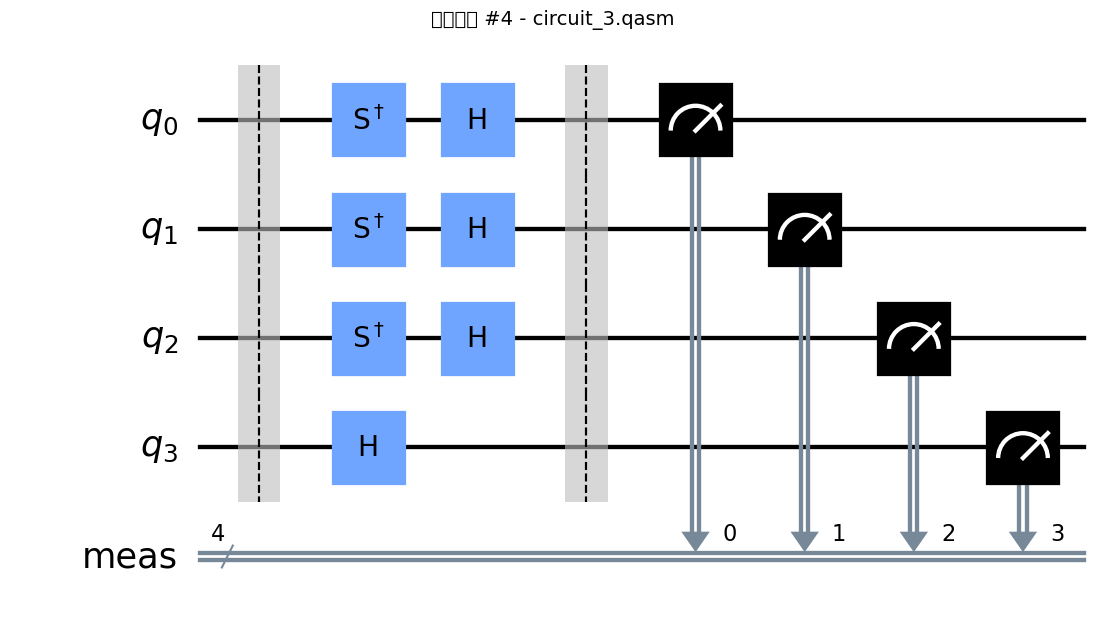 #4 - circuit_3.qasm
q0 S† H
q1 S† H
q2 S† H
q3 H
4 0 1 2 3
meas